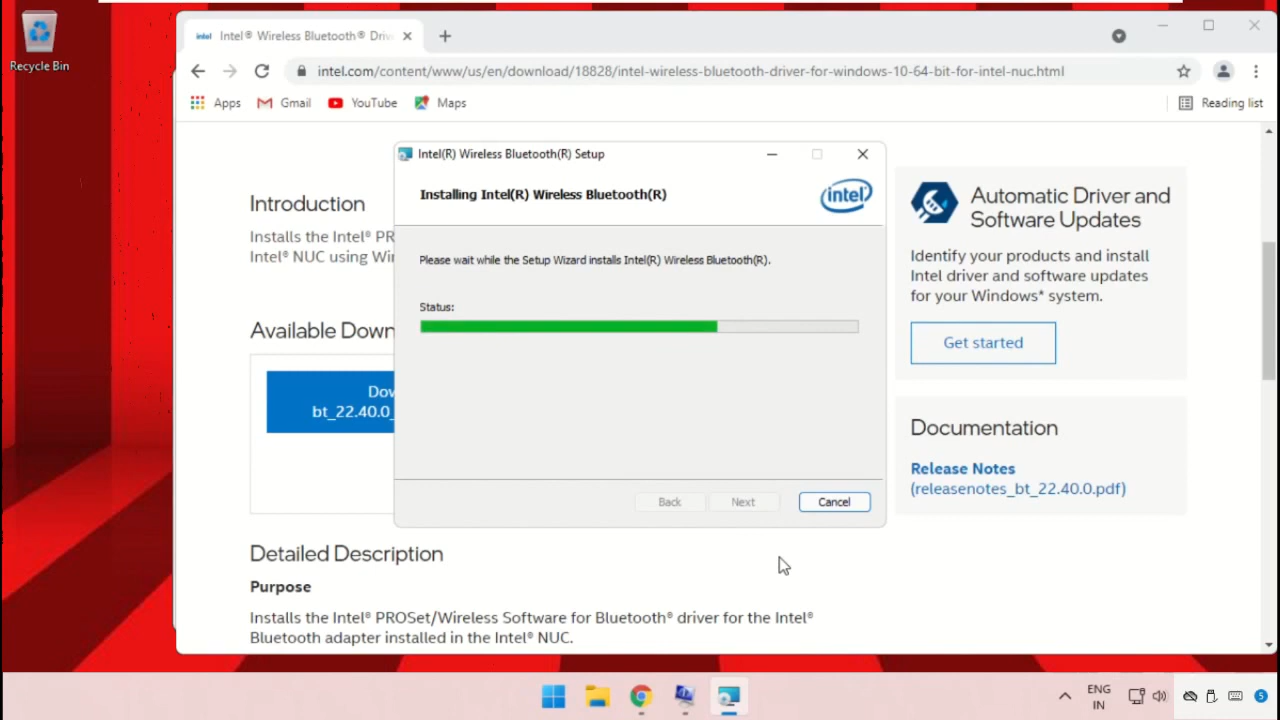 Recycle Bin
intel Intel® Wireless Bluetooth® Driv
intel.com/content/www/us/en/download/18828/intel-wireless-bluetooth-driver-for-windows-10-64-bit-for-intel-nuc.html
Apps Gmail YouTube Maps Reading list
Introduction
Installs the Intel® PR
Intel® NUC using Wi
Available Down
Dow
bt_22.40.0_
Intel(R) Wireless Bluetooth(R) Setup
Installing Intel(R) Wireless Bluetooth(R)
intel
Please wait while the Setup Wizard installs Intel(R) Wireless Bluetooth(R).
Status:
Back Next Cancel
Automatic Driver and
Software Updates
Identify your products and install
Intel driver and software updates
for your Windows* system.
Get started
Documentation
Release Notes
(releasenotes_bt_22.40.0.pdf)
Detailed Description
Purpose
Installs the Intel® PROSet/Wireless Software for Bluetooth® driver for the Intel®
Bluetooth adapter installed in the Intel® NUC.
ENG
IN
5